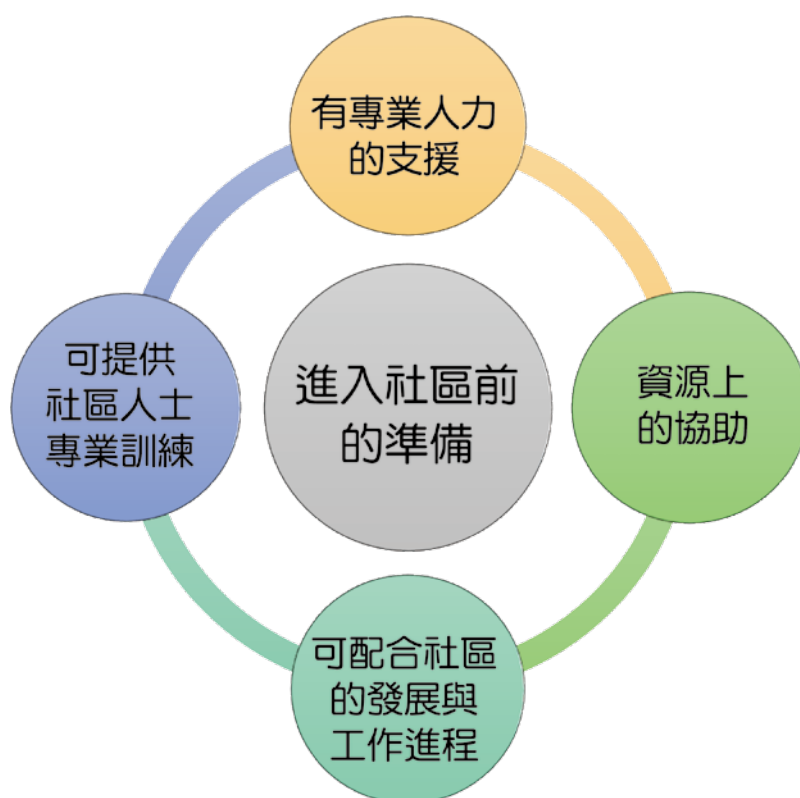 有專業人力
的支援
可提供
社區人士
專業訓練
進入社區前
的準備
資源上
的協助
可配合社區
的發展與
工作進程